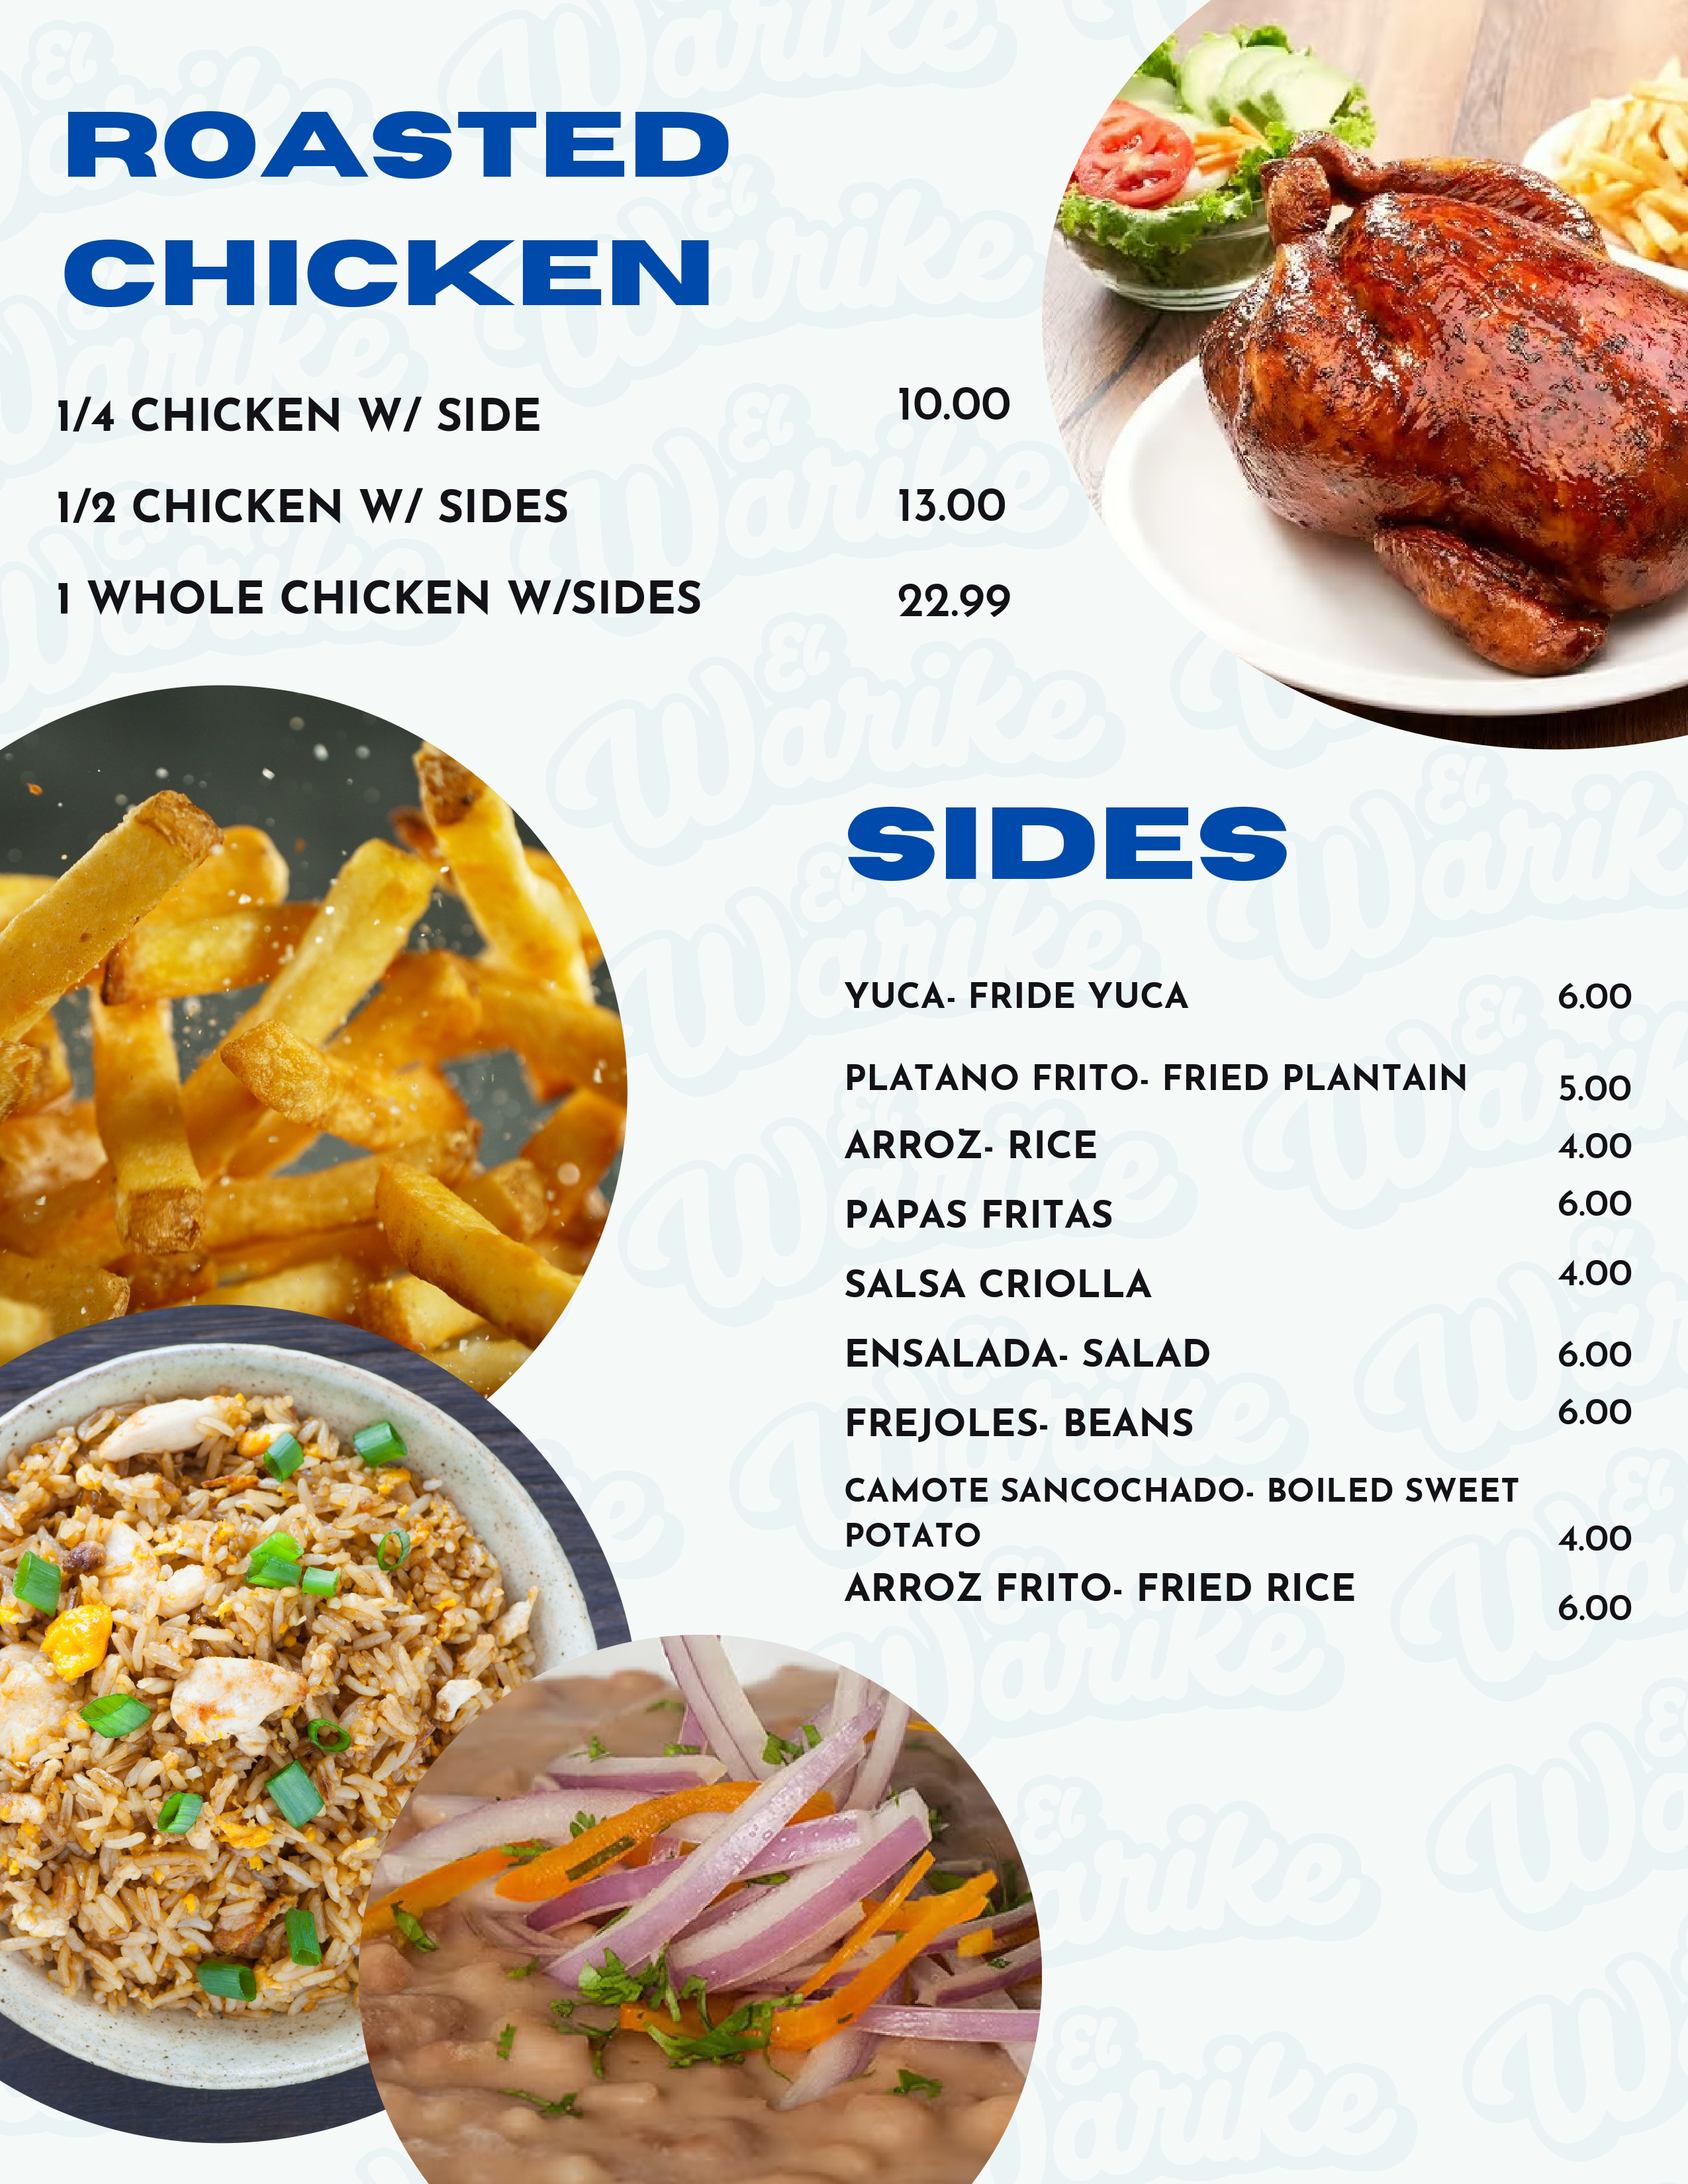 ROASTED
CHICKEN
1/4 CHICKEN W/ SIDE 10.00
1/2 CHICKEN W/ SIDES 13.00
1 WHOLE CHICKEN W/SIDES 22.99
SIDES
YUCA- FRIDE YUCA 6.00
PLATANO FRITO- FRIED PLANTAIN 5.00
ARROZ- RICE 4.00
PAPAS FRITAS 6.00
SALSA CRIOLLA 4.00
ENSALADA- SALAD 6.00
FREJOLES- BEANS 6.00
CAMOTE SANCOCHADO- BOILED SWEET
POTATO 4.00
ARROZ FRITO- FRIED RICE 6.00
El
Warike